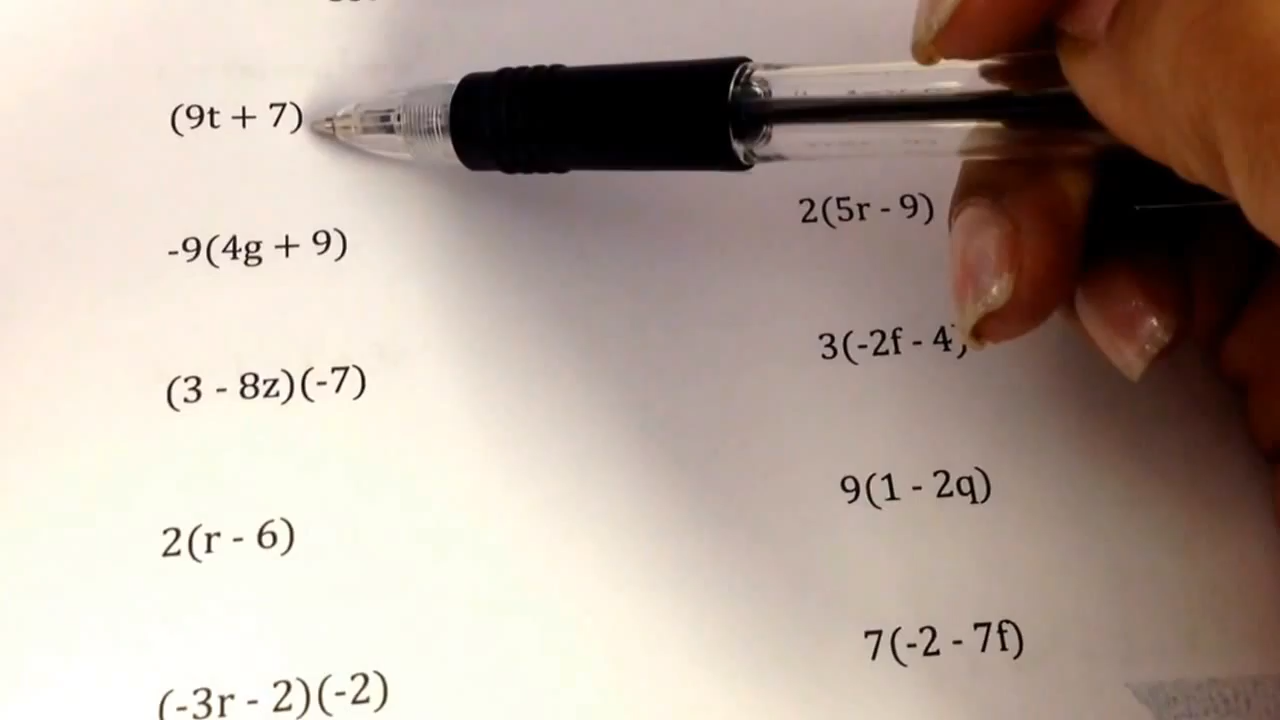 (9t + 7)
-9(4g + 9)
(3 - 8z)(-7)
2(r - 6)
(-3r - 2)(-2)
2(5r - 9)
3(-2f - 4)
9(1 - 2q)
7(-2 - 7f)